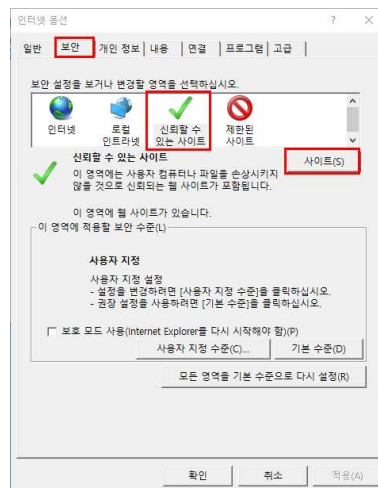 인터넷 옵션 ? ×
일반 보안 개인 정보 내용 연결 프로그램 고급
보안 설정을 보거나 변경할 영역을 선택하십시오.
인터넷 로컬 인트라넷 신뢰할 수 있는 사이트 제한된 사이트
신뢰할 수 있는 사이트 사이트(S)
이 영역에는 사용자 컴퓨터나 파일을 손상시키지
않을 것으로 신뢰되는 웹 사이트가 포함됩니다.
이 영역에 웹 사이트가 있습니다.
이 영역에 적용할 보안 수준(L)
사용자 지정
사용자 지정 설정
- 설정을 변경하려면 [사용자 지정 수준]을 클릭하십시오.
- 권장 설정을 사용하려면 [기본 수준]을 클릭하십시오.
보호 모드 사용(Internet Explorer를 다시 시작해야 함)(P)
사용자 지정 수준(C)... 기본 수준(D)
모든 영역을 기본 수준으로 다시 설정(R)
확인 취소 적용(A)